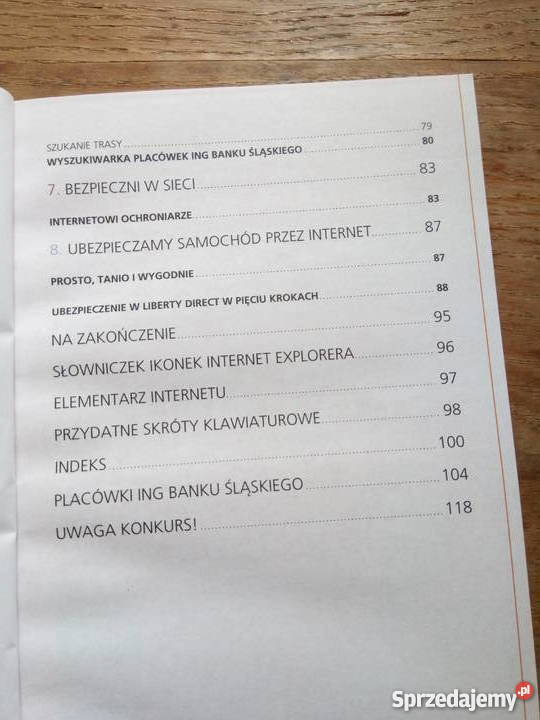 SZUKANIE TRASY 79
WYSZUKIWARKA PLACÓWEK ING BANKU ŚLĄSKIEGO 80
7. BEZPIECZNI W SIECI 83
INTERNETOWI OCHRONIARZE 83
8. UBEZPIECZAMY SAMOCHÓD PRZEZ INTERNET 87
PROSTO, TANIO I WYGODNIE 87
UBEZPIECZENIE W LIBERTY DIRECT W PIĘCIU KROKACH 88
NA ZAKOŃCZENIE 95
SŁOWNICZEK IKONEK INTERNET EXPLORERA 96
ELEMENTARZ INTERNETU 97
PRZYDATNE SKRÓTY KLAWIATUROWE 98
INDEKS 100
PLACÓWKI ING BANKU ŚLĄSKIEGO 104
UWAGA KONKURS! 118
Sprzedajemy.pl